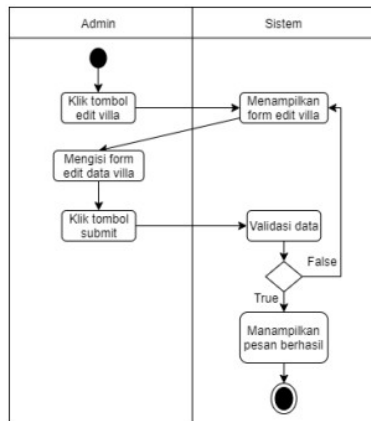 Admin
Sistem
Klik tombol
edit villa
Menampilkan
form edit villa
Mengisi form
edit data villa
Klik tombol
submit
Validasi data
False
True
Manampilkan
pesan berhasil